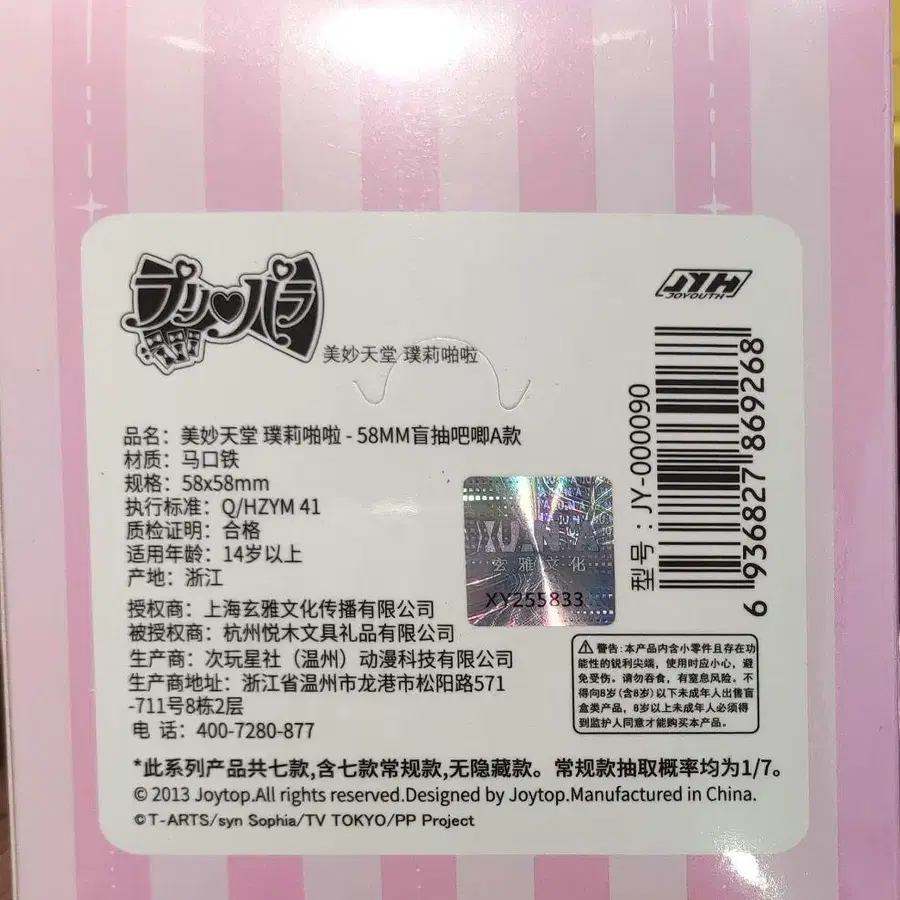 プリ♥パラ
美妙天堂 璞莉啪啦
JYH
JOYOUTH
品名：美妙天堂 璞莉啪啦 - 58MM盲抽吧唧A款
材质：马口铁
规格：58x58mm
执行标准：Q/HZYM 41
质检证明：合格
适用年龄：14岁以上
产地：浙江
授权商：上海玄雅文化传播有限公司
被授权商：杭州悦木文具礼品有限公司
生产商：次玩星社（温州）动漫科技有限公司
生产商地址：浙江省温州市龙港市松阳路571
-711号8栋2层
电 话：400-7280-877
玄雅文化
XY255833
型号：JY-000090
6 936827 869268
警告：本产品内含小零件且存在功
能性的锐利尖端，使用时应小心，避
免受伤。请勿吞食，有窒息风险。不
得向8岁(含8岁)以下未成年人出售盲
盒类产品，8岁以上未成年人必须得
到监护人同意才能购买本产品。
*此系列产品共七款,含七款常规款,无隐藏款。常规款抽取概率均为1/7。
© 2013 Joytop.All rights reserved.Designed by Joytop.Manufactured in China.
©T-ARTS/syn Sophia/TV TOKYO/PP Project